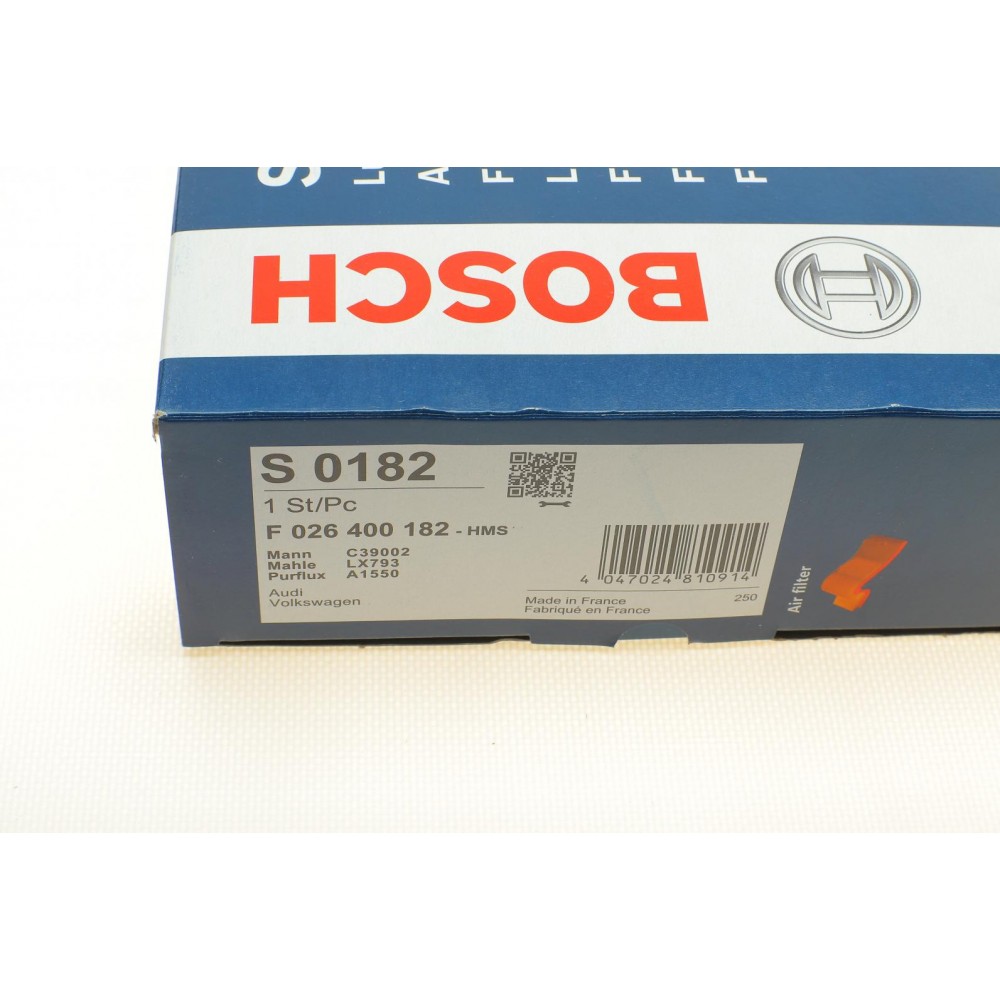 S
L
A
F
L
F
F
F
BOSCH
S 0182
1 St/Pc
F 026 400 182 - HMS
Mann C39002
Mahle LX793
Purflux A1550
Audi
Volkswagen
4 047024 810914
Made in France 250
Fabriqué en France
Air filter